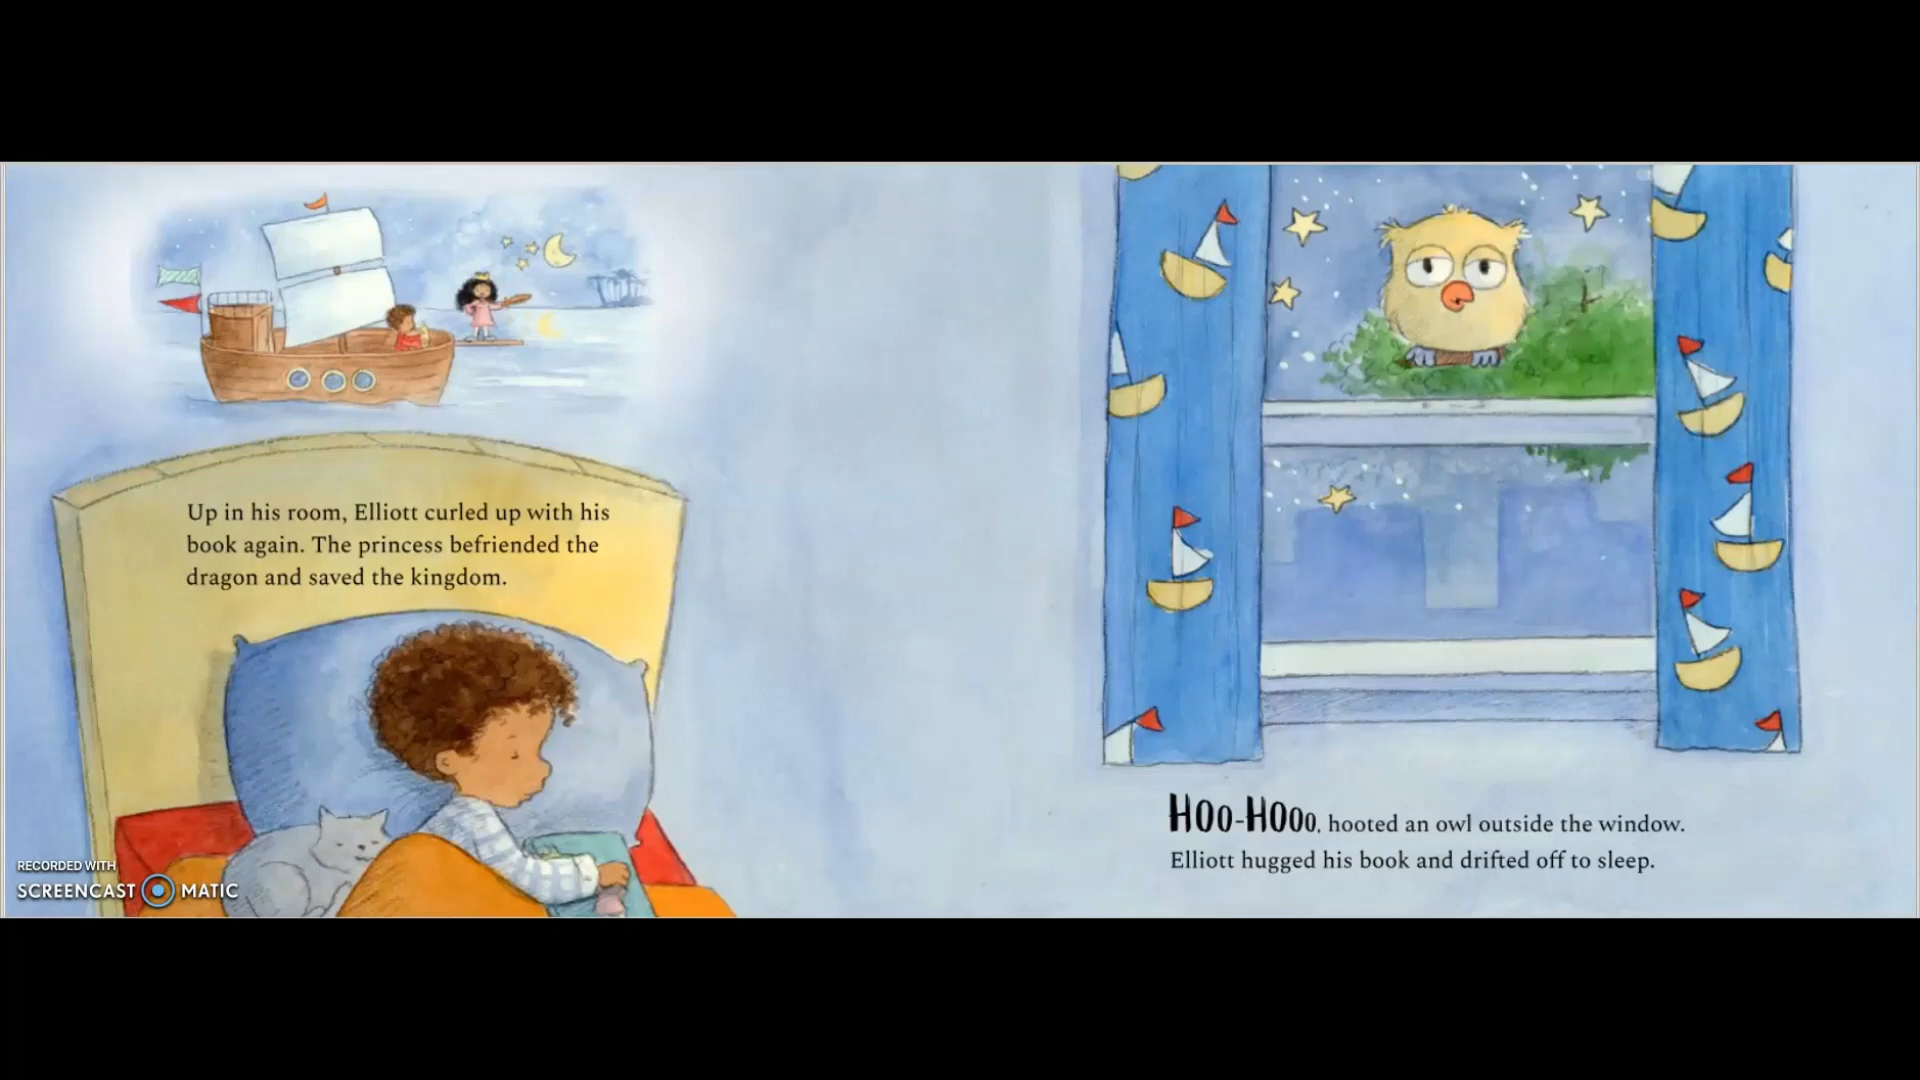 Up in his room, Elliott curled up with his
book again. The princess befriended the
dragon and saved the kingdom.
HOO-HOOO, hooted an owl outside the window.
Elliott hugged his book and drifted off to sleep.
RECORDED WITH
SCREENCAST MATIC